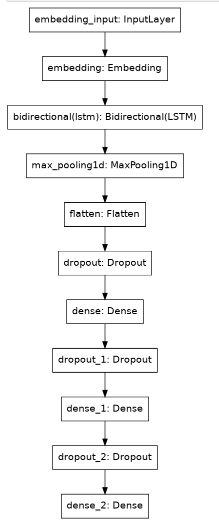 embedding_input: InputLayer
embedding: Embedding
bidirectional(lstm): Bidirectional(LSTM)
max_pooling1d: MaxPooling1D
flatten: Flatten
dropout: Dropout
dense: Dense
dropout_1: Dropout
dense_1: Dense
dropout_2: Dropout
dense_2: Dense